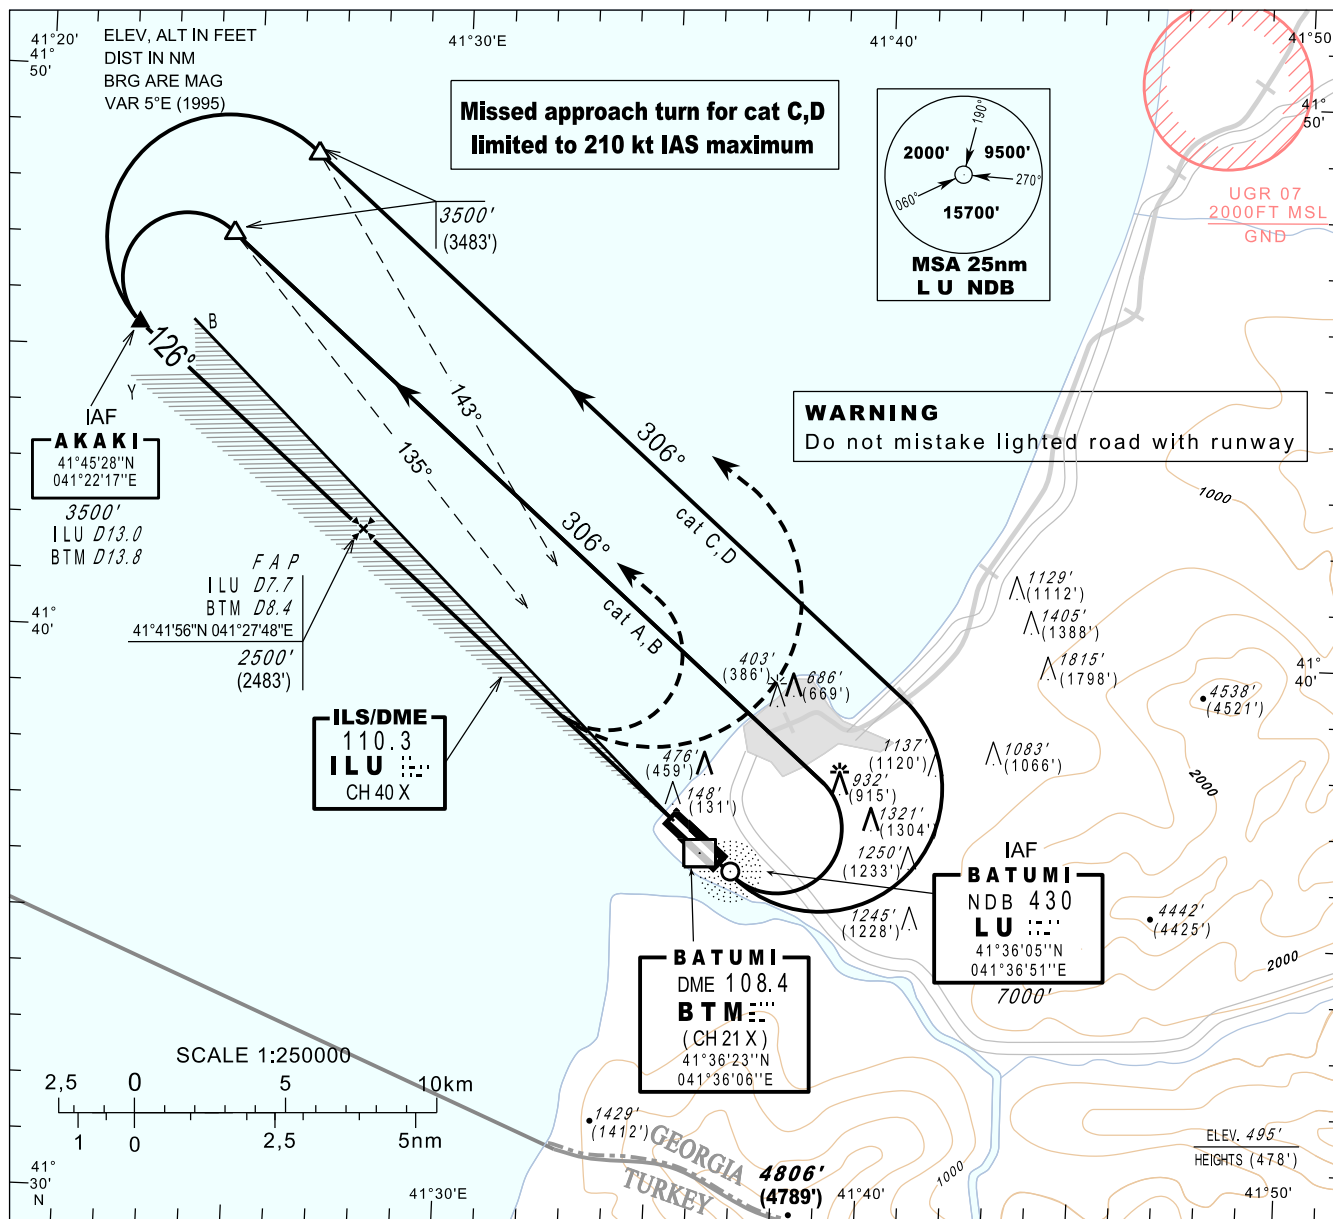 41°20'
ELEV, ALT IN FEET
DIST IN NM
BRG ARE MAG
VAR 5°E (1995)
41°30'E
41°40'
41°50'
41°
50'
41°
50'
Missed approach turn for cat C,D
limited to 210 kt IAS maximum
190°
2000'
9500'
270°
060°
15700'
MSA 25nm
L U NDB
UGR 07
2000FT MSL
GND
3500'
(3483')
B
126°
Y
IAF
AKAKI
41°45'28"N
041°22'17"E
3500'
ILU D13.0
BTM D13.8
143°
135°
306°
306°
cat C,D
cat A,B
WARNING
Do not mistake lighted road with runway
1000
F A P
ILU D7.7
BTM D8.4
41°41'56"N 041°27'48"E
2500'
(2483')
41°
40'
41°
40'
1129'
(1112')
1405'
(1388')
1815'
(1798')
4538'
(4521')
403'
(386')
686'
(669')
ILS/DME
110.3
ILU
CH 40 X
476'
(459')
148'
(131')
1137'
(1120')
1083'
(1066')
932'
(915')
1321'
(1304')
1250'
(1233')
1245'
(1228')
2000
IAF
BATUMI
NDB 430
LU
41°36'05"N
041°36'51"E
7000'
4442'
(4425')
2000
BATUMI
DME 108.4
BTM
(CH 21 X)
41°36'23"N
041°36'06"E
SCALE 1:250000
2,5 0 5 10km
1 0 2,5 5nm
1429'
(1412')
GEORGIA
TURKEY
4806'
(4789')
1000
ELEV. 495'
HEIGHTS (478')
41°
30'
N
41°30'E
41°40'
41°50'